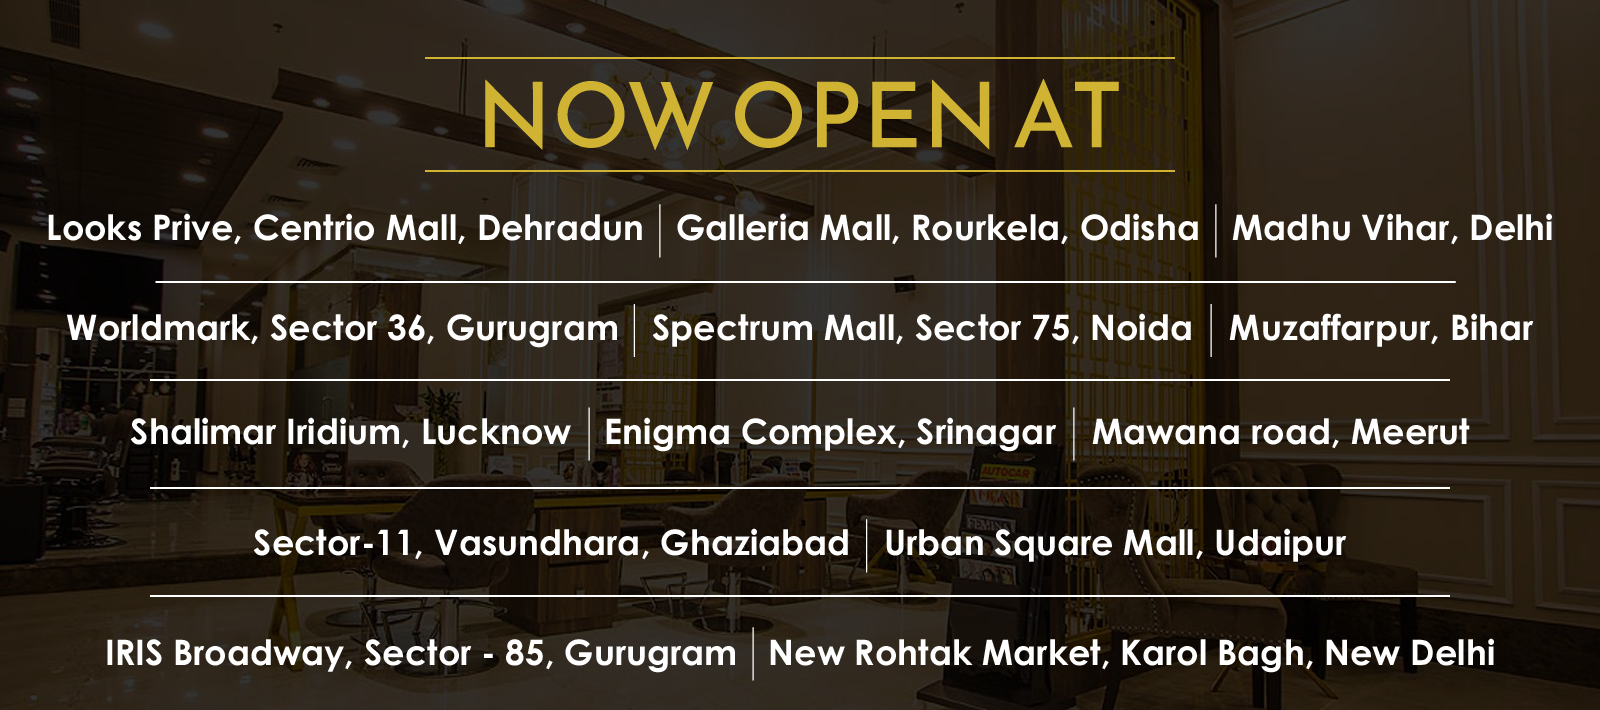 NOW OPEN AT
Looks Prive, Centrio Mall, Dehradun | Galleria Mall, Rourkela, Odisha | Madhu Vihar, Delhi
Worldmark, Sector 36, Gurugram | Spectrum Mall, Sector 75, Noida | Muzaffarpur, Bihar
Shalimar Iridium, Lucknow | Enigma Complex, Srinagar | Mawana road, Meerut
AUTOCAR
FEMINA
Sector-11, Vasundhara, Ghaziabad | Urban Square Mall, Udaipur
IRIS Broadway, Sector - 85, Gurugram | New Rohtak Market, Karol Bagh, New Delhi